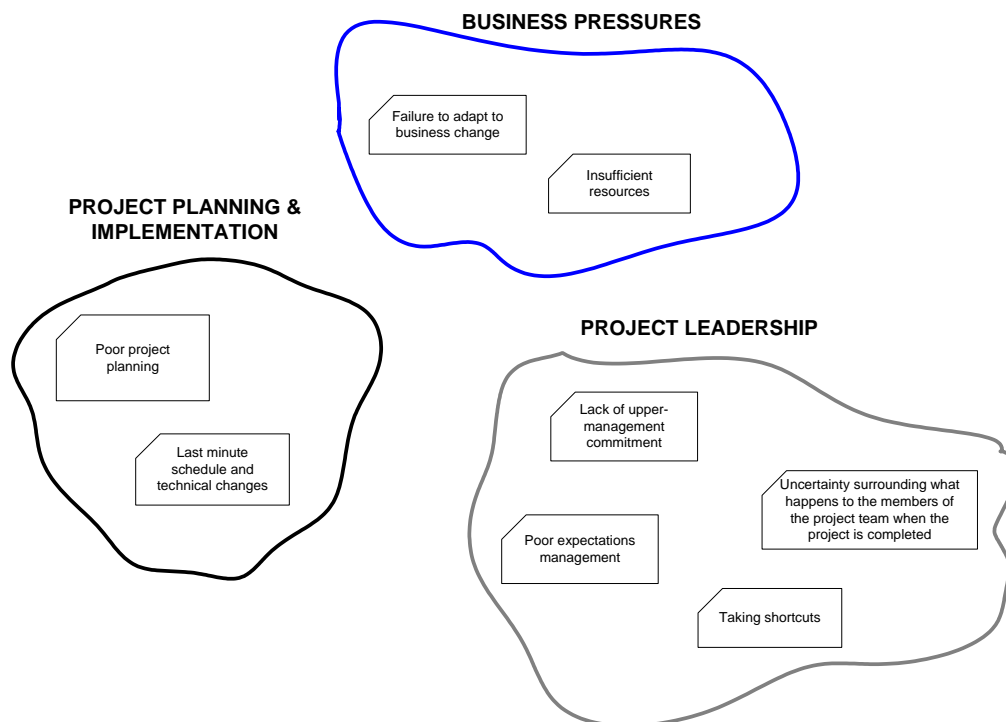 BUSINESS PRESSURES
Failure to adapt to
business change
Insufficient
resources
PROJECT PLANNING &
IMPLEMENTATION
Poor project
planning
Last minute
schedule and
technical changes
PROJECT LEADERSHIP
Lack of upper-
management
commitment
Uncertainty surrounding what
happens to the members of
the project team when the
project is completed
Poor expectations
management
Taking shortcuts